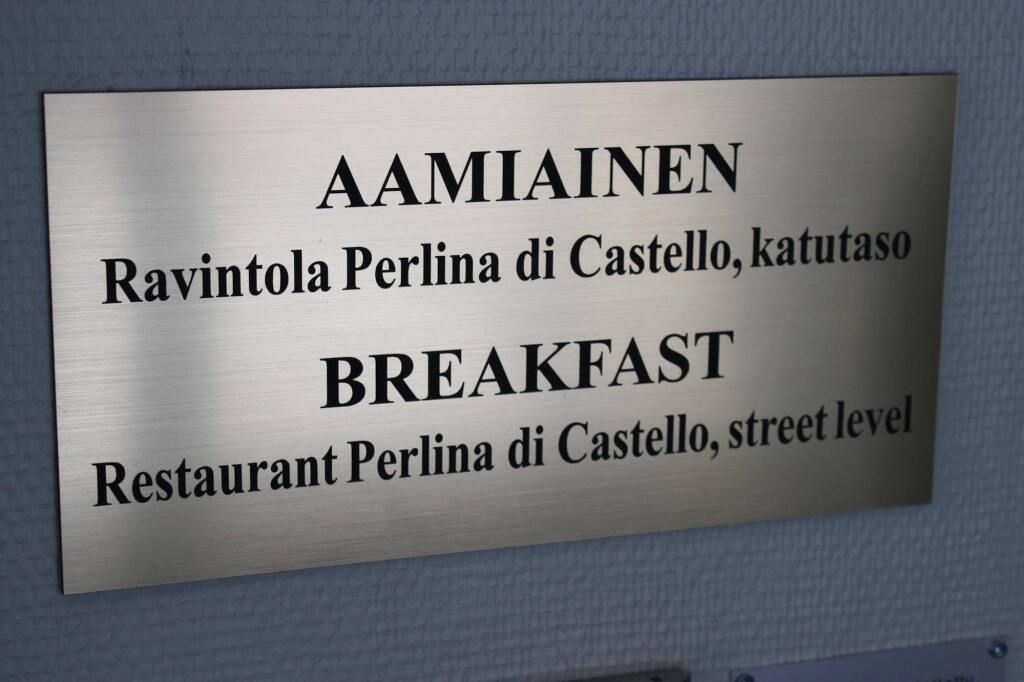 AAMIAINEN
Ravintola Perlina di Castello, katutaso
BREAKFAST
Restaurant Perlina di Castello, street level